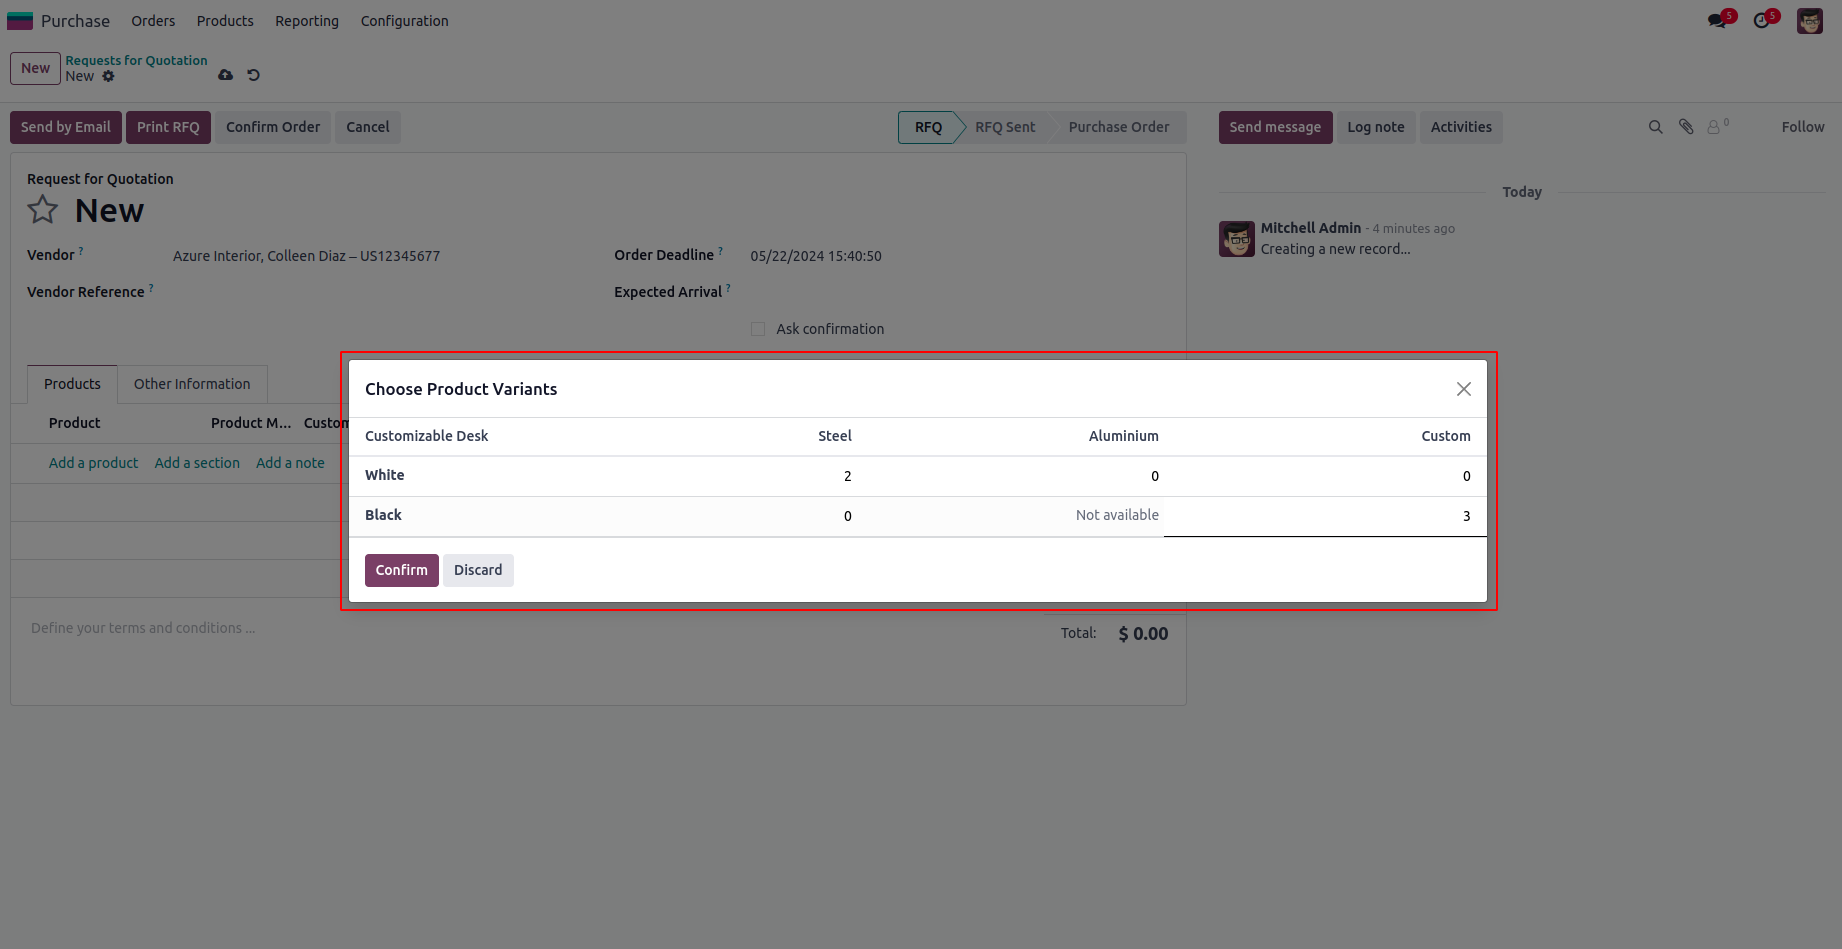 Purchase Orders Products Reporting Configuration 5 5
New Requests for Quotation
New
Send by Email Print RFQ Confirm Order Cancel RFQ RFQ Sent Purchase Order Send message Log note Activities 0 Follow
Request for Quotation
New
Vendor ? Azure Interior, Colleen Diaz – US12345677 Order Deadline ? 05/22/2024 15:40:50
Vendor Reference ? Expected Arrival ?
Ask confirmation
Today
Mitchell Admin - 4 minutes ago
Creating a new record...
Products Other Information
Product Product M... Custom
Add a product Add a section Add a note
Choose Product Variants
Customizable Desk Steel Aluminium Custom
White 2 0 0
Black 0 Not available 3
Confirm Discard
Define your terms and conditions ...
Total: $ 0.00